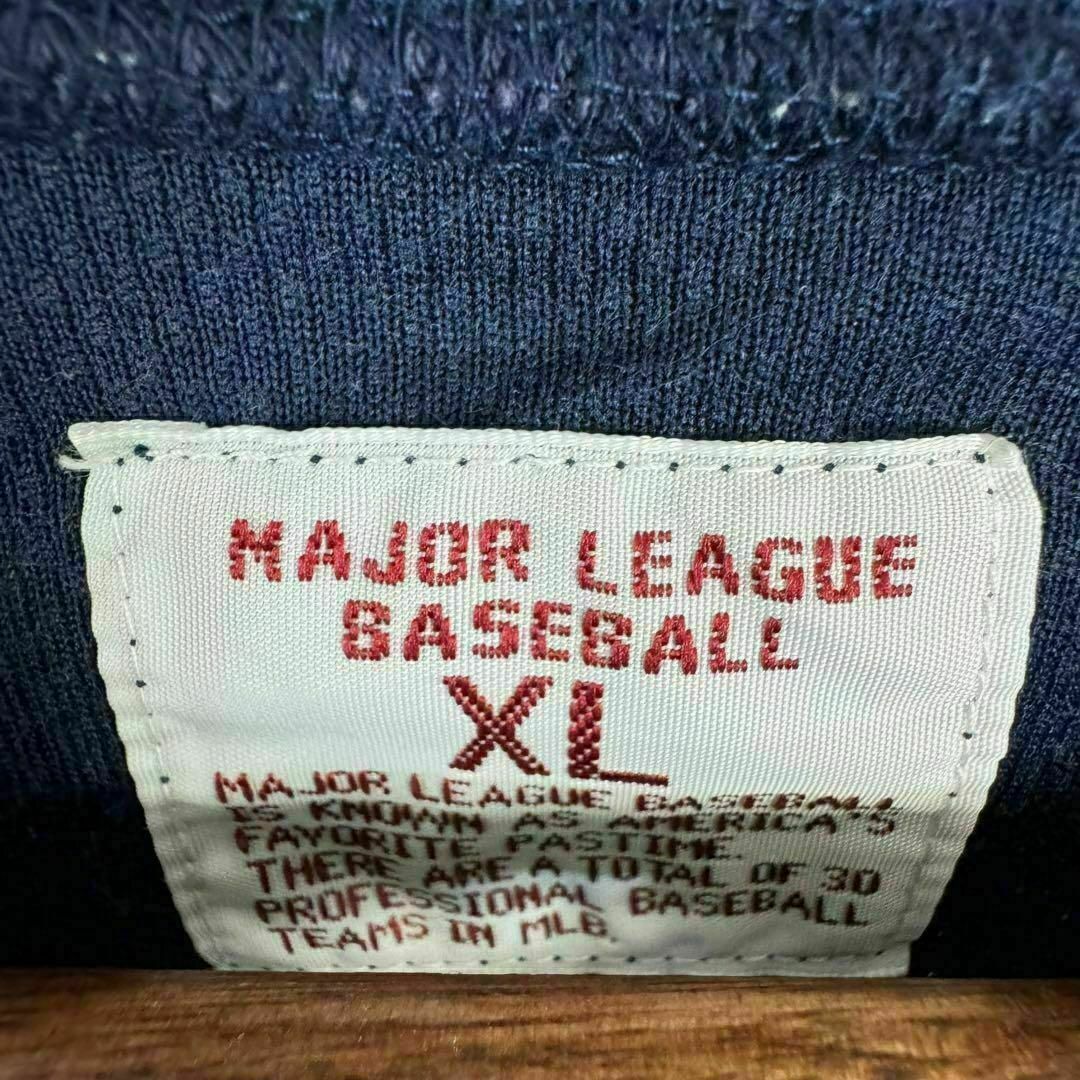 MAJOR LEAGUE
BASEBALL
XL
MAJOR LEAGUE BASEBALL
IS KNOWN AS AMERICA'S
FAVORITE PASTIME.
THERE ARE A TOTAL OF 30
PROFESSIONAL BASEBALL
TEAMS IN MLB.